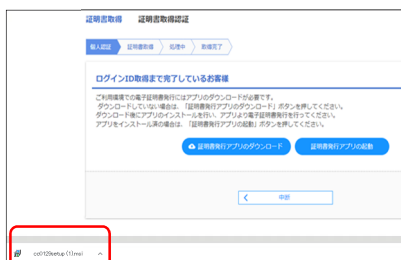 証明書取得 証明書取得認証
個人認証 証明書取得 処理中 取得完了
ログインID取得まで完了しているお客様
ご利用環境での電子証明書発行にはアプリのダウンロードが必要です。
ダウンロードしていない場合は、「証明書発行アプリのダウンロード」ボタンを押してください。
ダウンロード後にアプリのインストールを行い、アプリより電子証明書発行を行ってください。
アプリをインストール済の場合は、「証明書発行アプリの起動」ボタンを押してください。
証明書発行アプリのダウンロード 証明書発行アプリの起動
中断